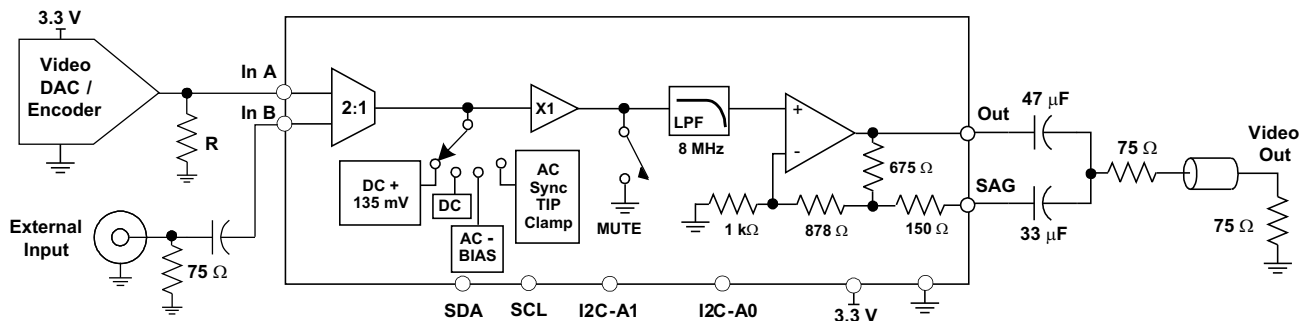 3.3 V
Video
DAC /
Encoder
R
In A
In B
2:1
X1
LPF
8 MHz
+
-
Out
47 µF
675 Ω
SAG
33 µF
75 Ω
Video
Out
75 Ω
DC +
135 mV
DC
AC -
BIAS
AC
Sync
TIP
Clamp
MUTE
1 kΩ
878 Ω
150 Ω
External
Input
75 Ω
SDA
SCL
I2C-A1
I2C-A0
3.3 V